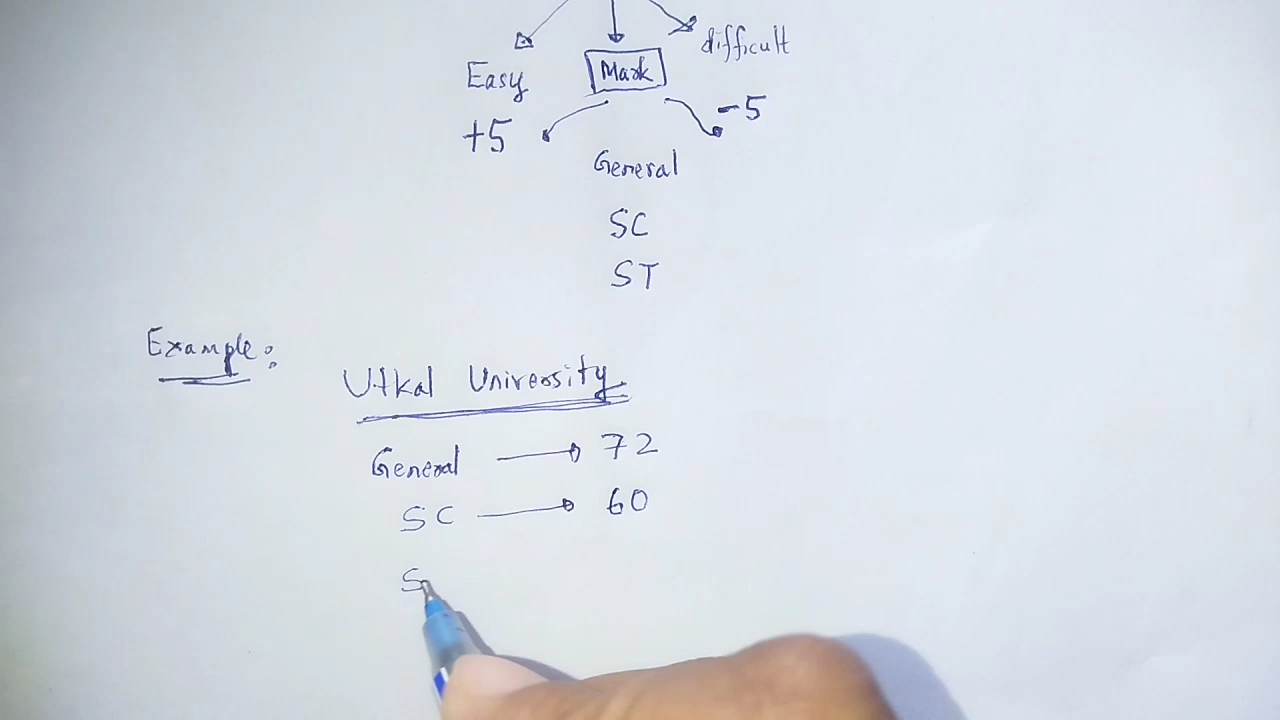 Easy Mark difficult
+5 -5
General
SC
ST
Example:
Utkal University
General 72
SC 60
S